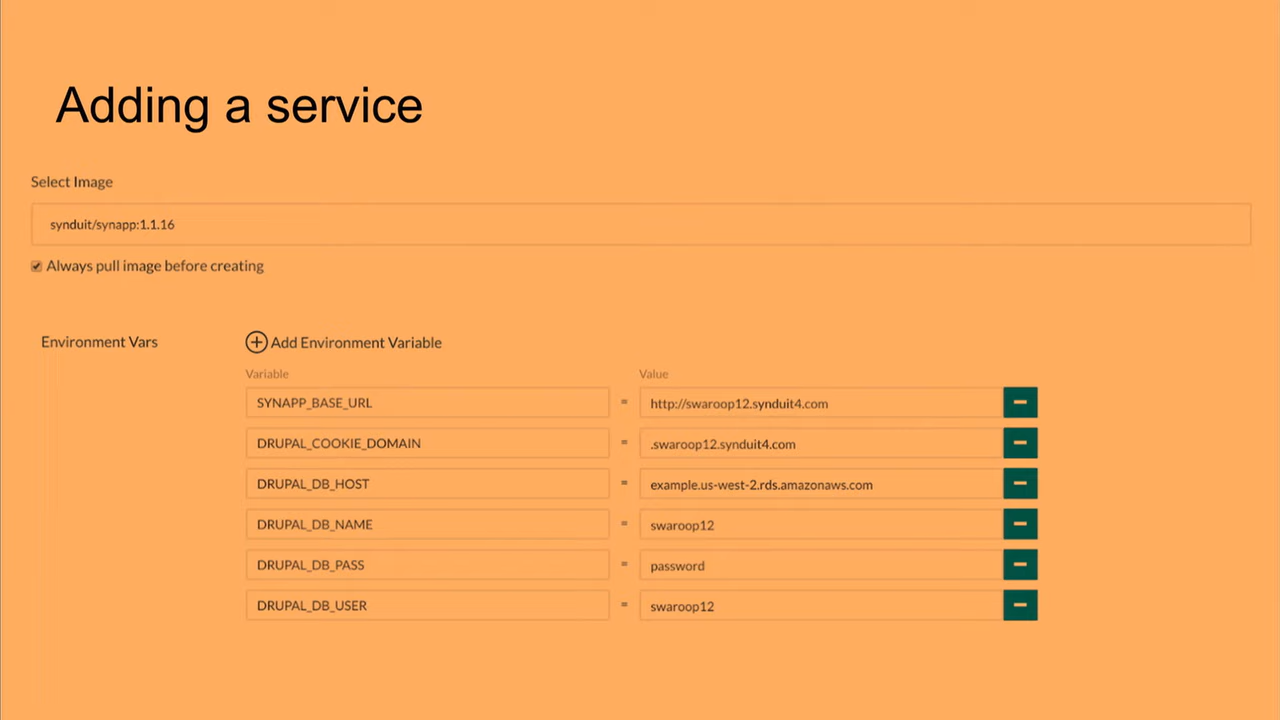 Adding a service
Select Image
synduit/synapp:1.1.16
Always pull image before creating
Environment Vars
Add Environment Variable
Variable Value
SYNAPP_BASE_URL = http://swaroop12.synduit4.com
DRUPAL_COOKIE_DOMAIN = .swaroop12.synduit4.com
DRUPAL_DB_HOST = example.us-west-2.rds.amazonaws.com
DRUPAL_DB_NAME = swaroop12
DRUPAL_DB_PASS = password
DRUPAL_DB_USER = swaroop12